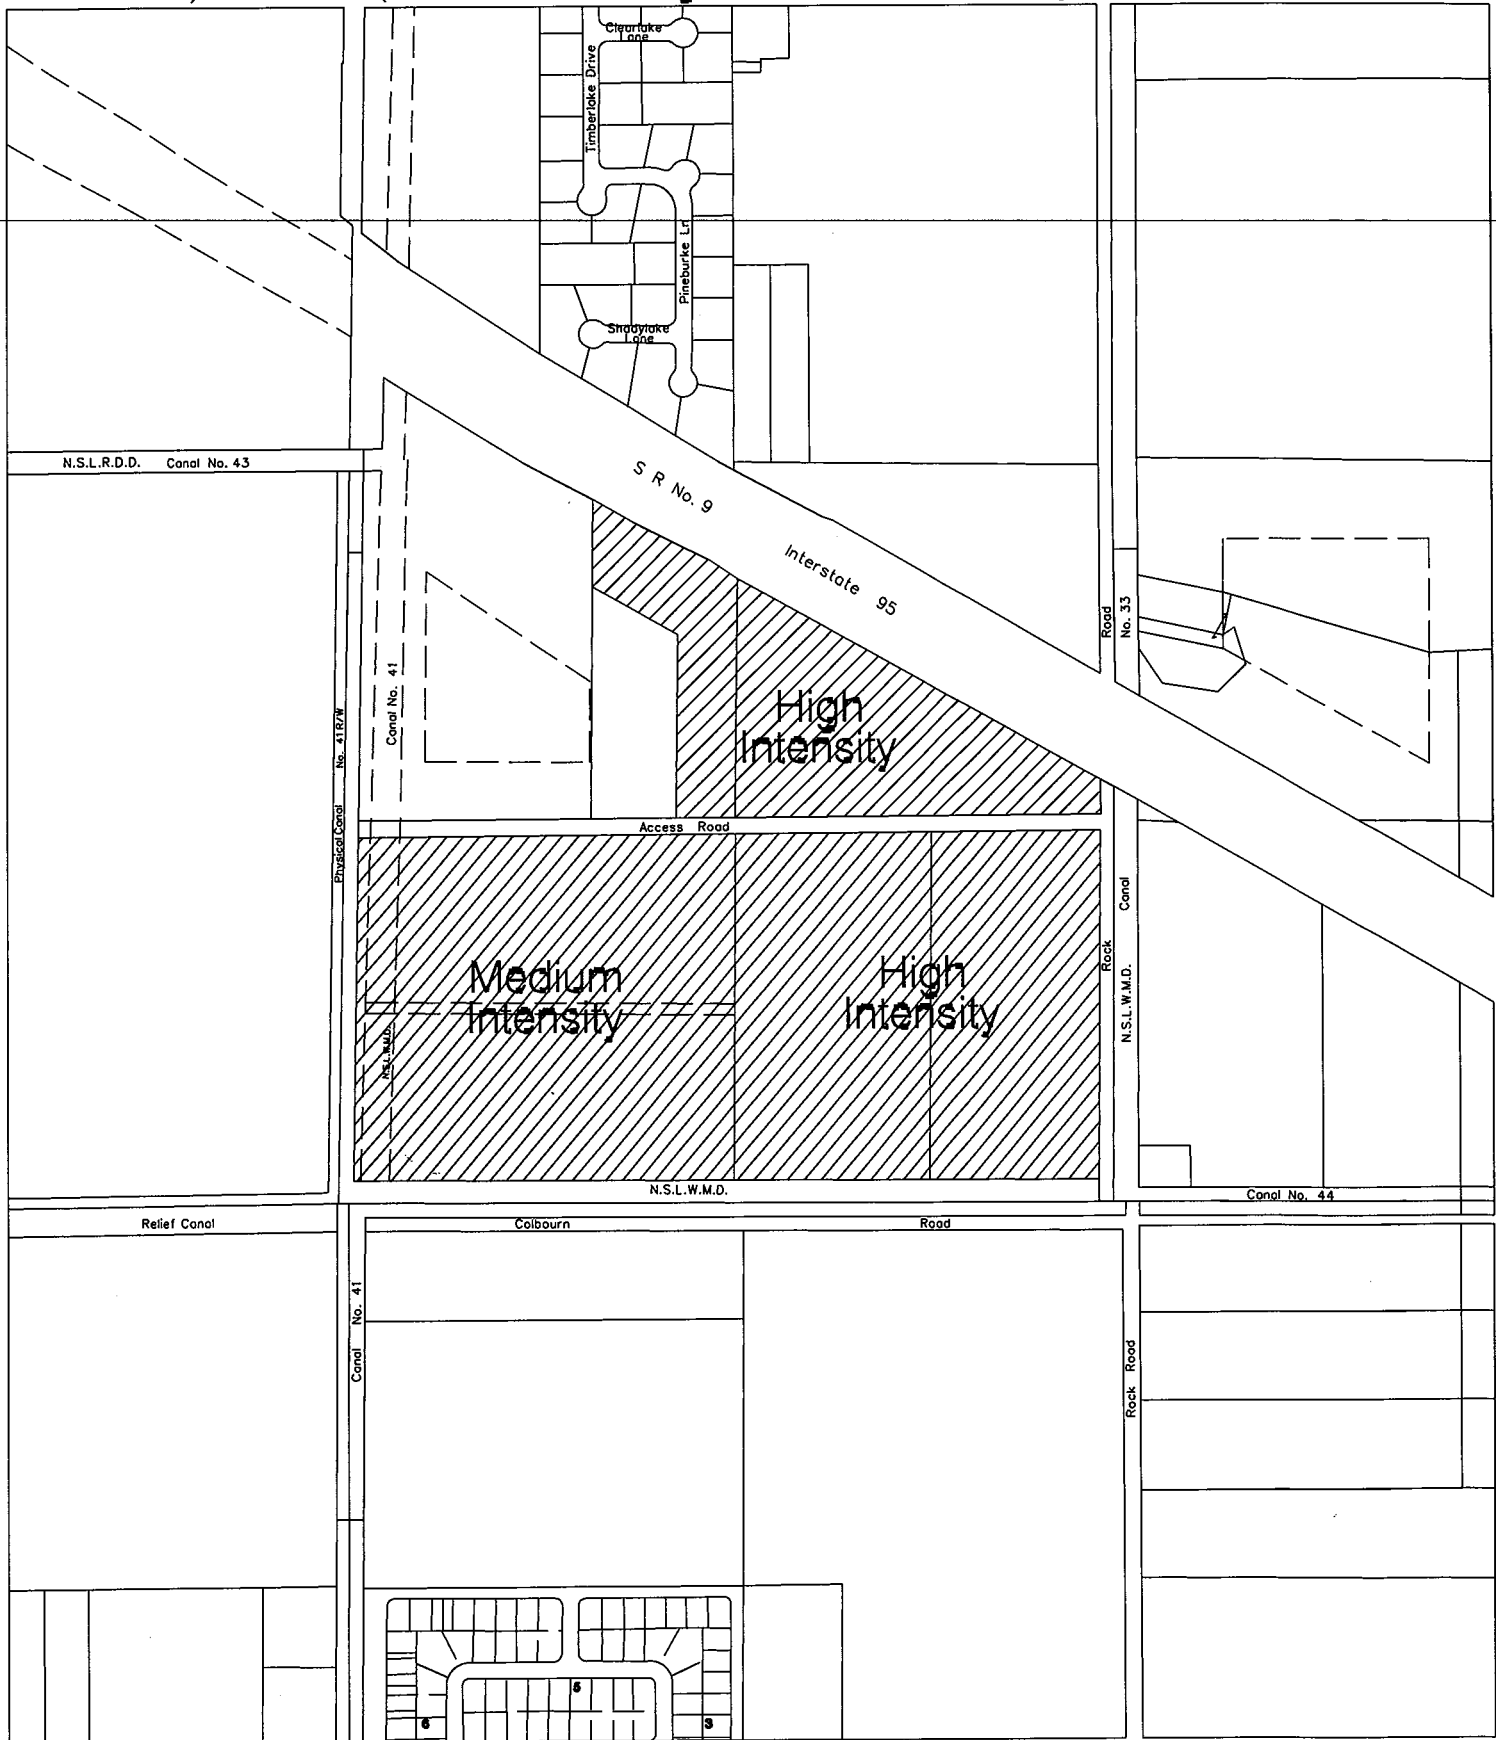 Clearlake
Lane
Timberlake Drive
Pineburke Ln
Shadylake
Lane
N.S.L.R.D.D. Canal No. 43
S R No. 9
Interstate 95
Road
No. 33
Canal No. 41
Physical Canal No. 41 R/W
High
Intensity
Access Road
Canal
Rock
N.S.L.W.M.D.
Medium
Intensity
High
Intensity
N.S.L.W.M.D.
N.S.L.W.M.D.
Canal No. 44
Relief Canal
Colbourn Road
Canal No. 41
Rock Road
5
6
3